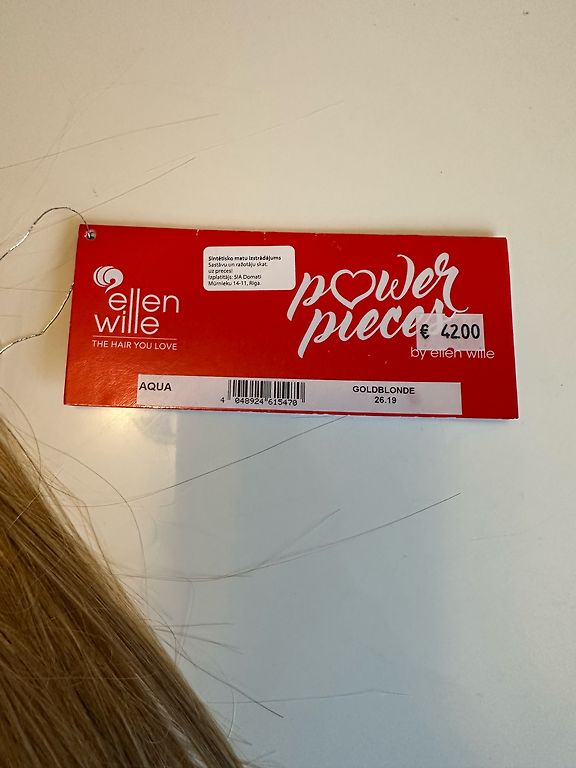 Sintētisko matu izstrādājums
Sastāvu un ražotāju skat.
uz preces!
Izplatītājs: SIA Domati
Mūrnieku 14-11, Rīga.
ellen
wille
THE HAIR YOU LOVE
power
pieces
€ 42.00
by ellen wille
AQUA
4 048924 615470
GOLDBLONDE
26.19